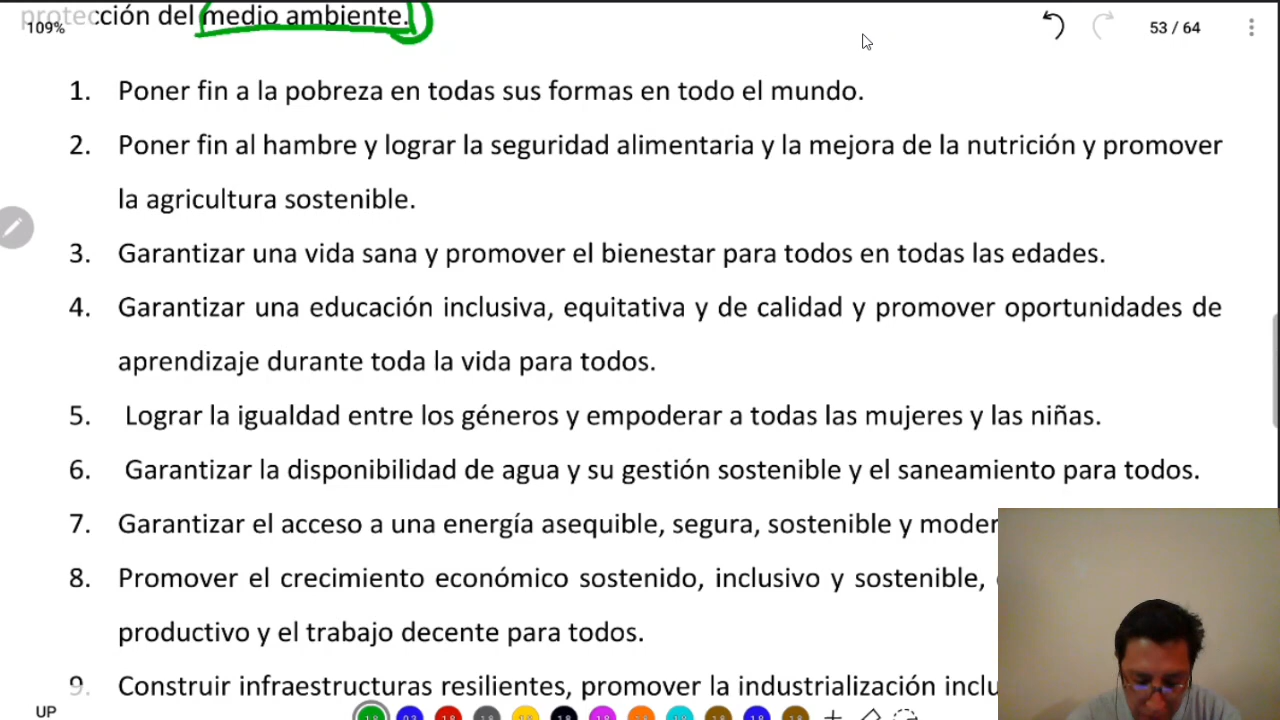 protección del medio ambiente.
109%
53 / 64
1. Poner fin a la pobreza en todas sus formas en todo el mundo.
2. Poner fin al hambre y lograr la seguridad alimentaria y la mejora de la nutrición y promover
la agricultura sostenible.
3. Garantizar una vida sana y promover el bienestar para todos en todas las edades.
4. Garantizar una educación inclusiva, equitativa y de calidad y promover oportunidades de
aprendizaje durante toda la vida para todos.
5. Lograr la igualdad entre los géneros y empoderar a todas las mujeres y las niñas.
6. Garantizar la disponibilidad de agua y su gestión sostenible y el saneamiento para todos.
7. Garantizar el acceso a una energía asequible, segura, sostenible y moder
8. Promover el crecimiento económico sostenido, inclusivo y sostenible,
productivo y el trabajo decente para todos.
9. Construir infraestructuras resilientes, promover la industrialización inclu
UP